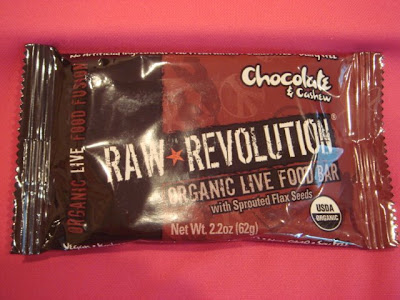 Chocolate
& Cashew
RAW★REVOLUTION®
ORGANIC LIVE FOOD BAR
with Sprouted Flax Seeds
Net Wt. 2.2oz (62g)
USDA
ORGANIC
ORGANIC LIVE FOOD FUSION